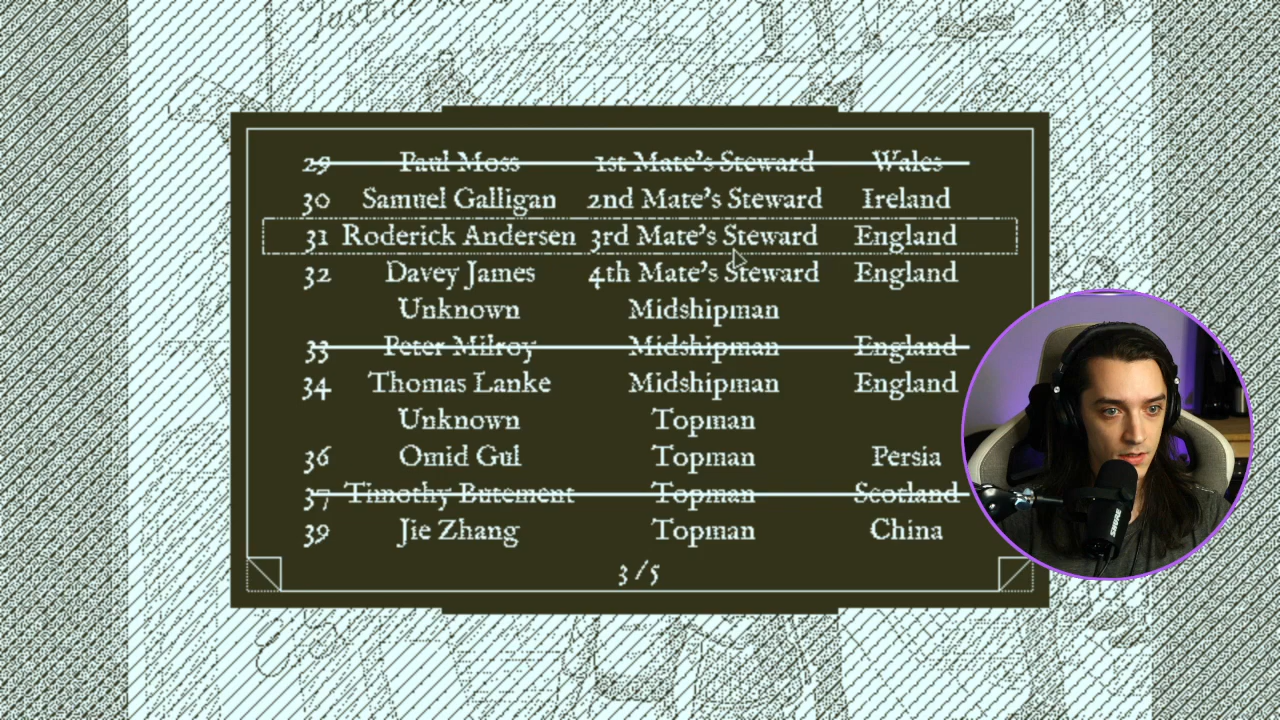 Justice
29 Paul Moss 1st Mate's Steward Wales
30 Samuel Galligan 2nd Mate's Steward Ireland
31 Roderick Andersen 3rd Mate's Steward England
32 Davey James 4th Mate's Steward England
Unknown Midshipman
33 Peter Milroy Midshipman England
34 Thomas Lanke Midshipman England
Unknown Topman
36 Omid Gul Topman Persia
37 Timothy Butement Topman Scotland
39 Jie Zhang Topman China
3/5